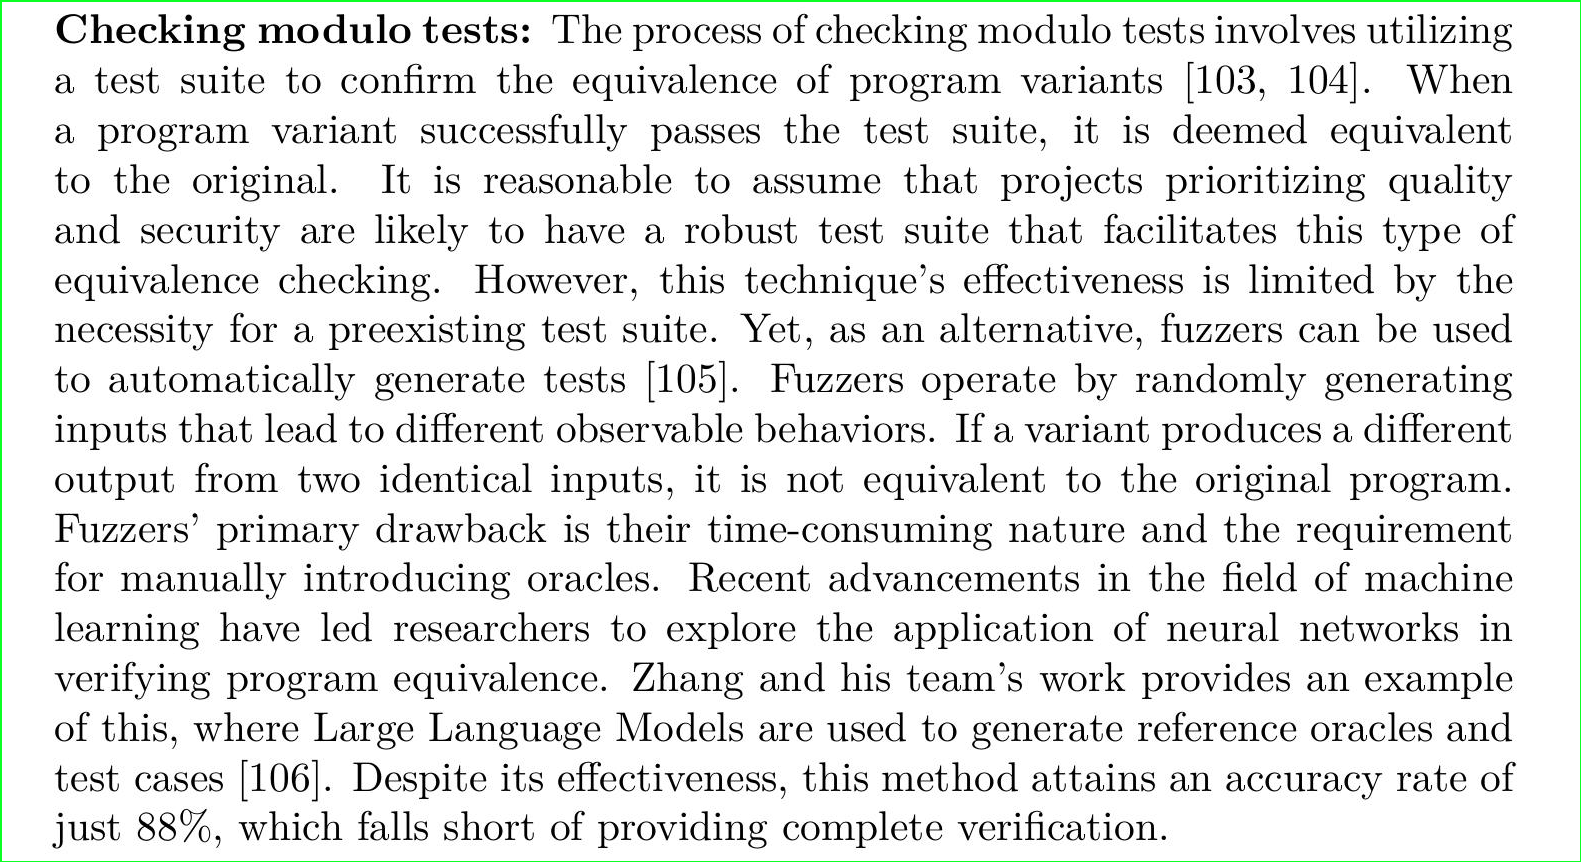 Checking modulo tests: The process of checking modulo tests involves utilizing
a test suite to confirm the equivalence of program variants [103, 104]. When
a program variant successfully passes the test suite, it is deemed equivalent
to the original. It is reasonable to assume that projects prioritizing quality
and security are likely to have a robust test suite that facilitates this type of
equivalence checking. However, this technique’s effectiveness is limited by the
necessity for a preexisting test suite. Yet, as an alternative, fuzzers can be used
to automatically generate tests [105]. Fuzzers operate by randomly generating
inputs that lead to different observable behaviors. If a variant produces a different
output from two identical inputs, it is not equivalent to the original program.
Fuzzers’ primary drawback is their time-consuming nature and the requirement
for manually introducing oracles. Recent advancements in the field of machine
learning have led researchers to explore the application of neural networks in
verifying program equivalence. Zhang and his team’s work provides an example
of this, where Large Language Models are used to generate reference oracles and
test cases [106]. Despite its effectiveness, this method attains an accuracy rate of
just 88%, which falls short of providing complete verification.